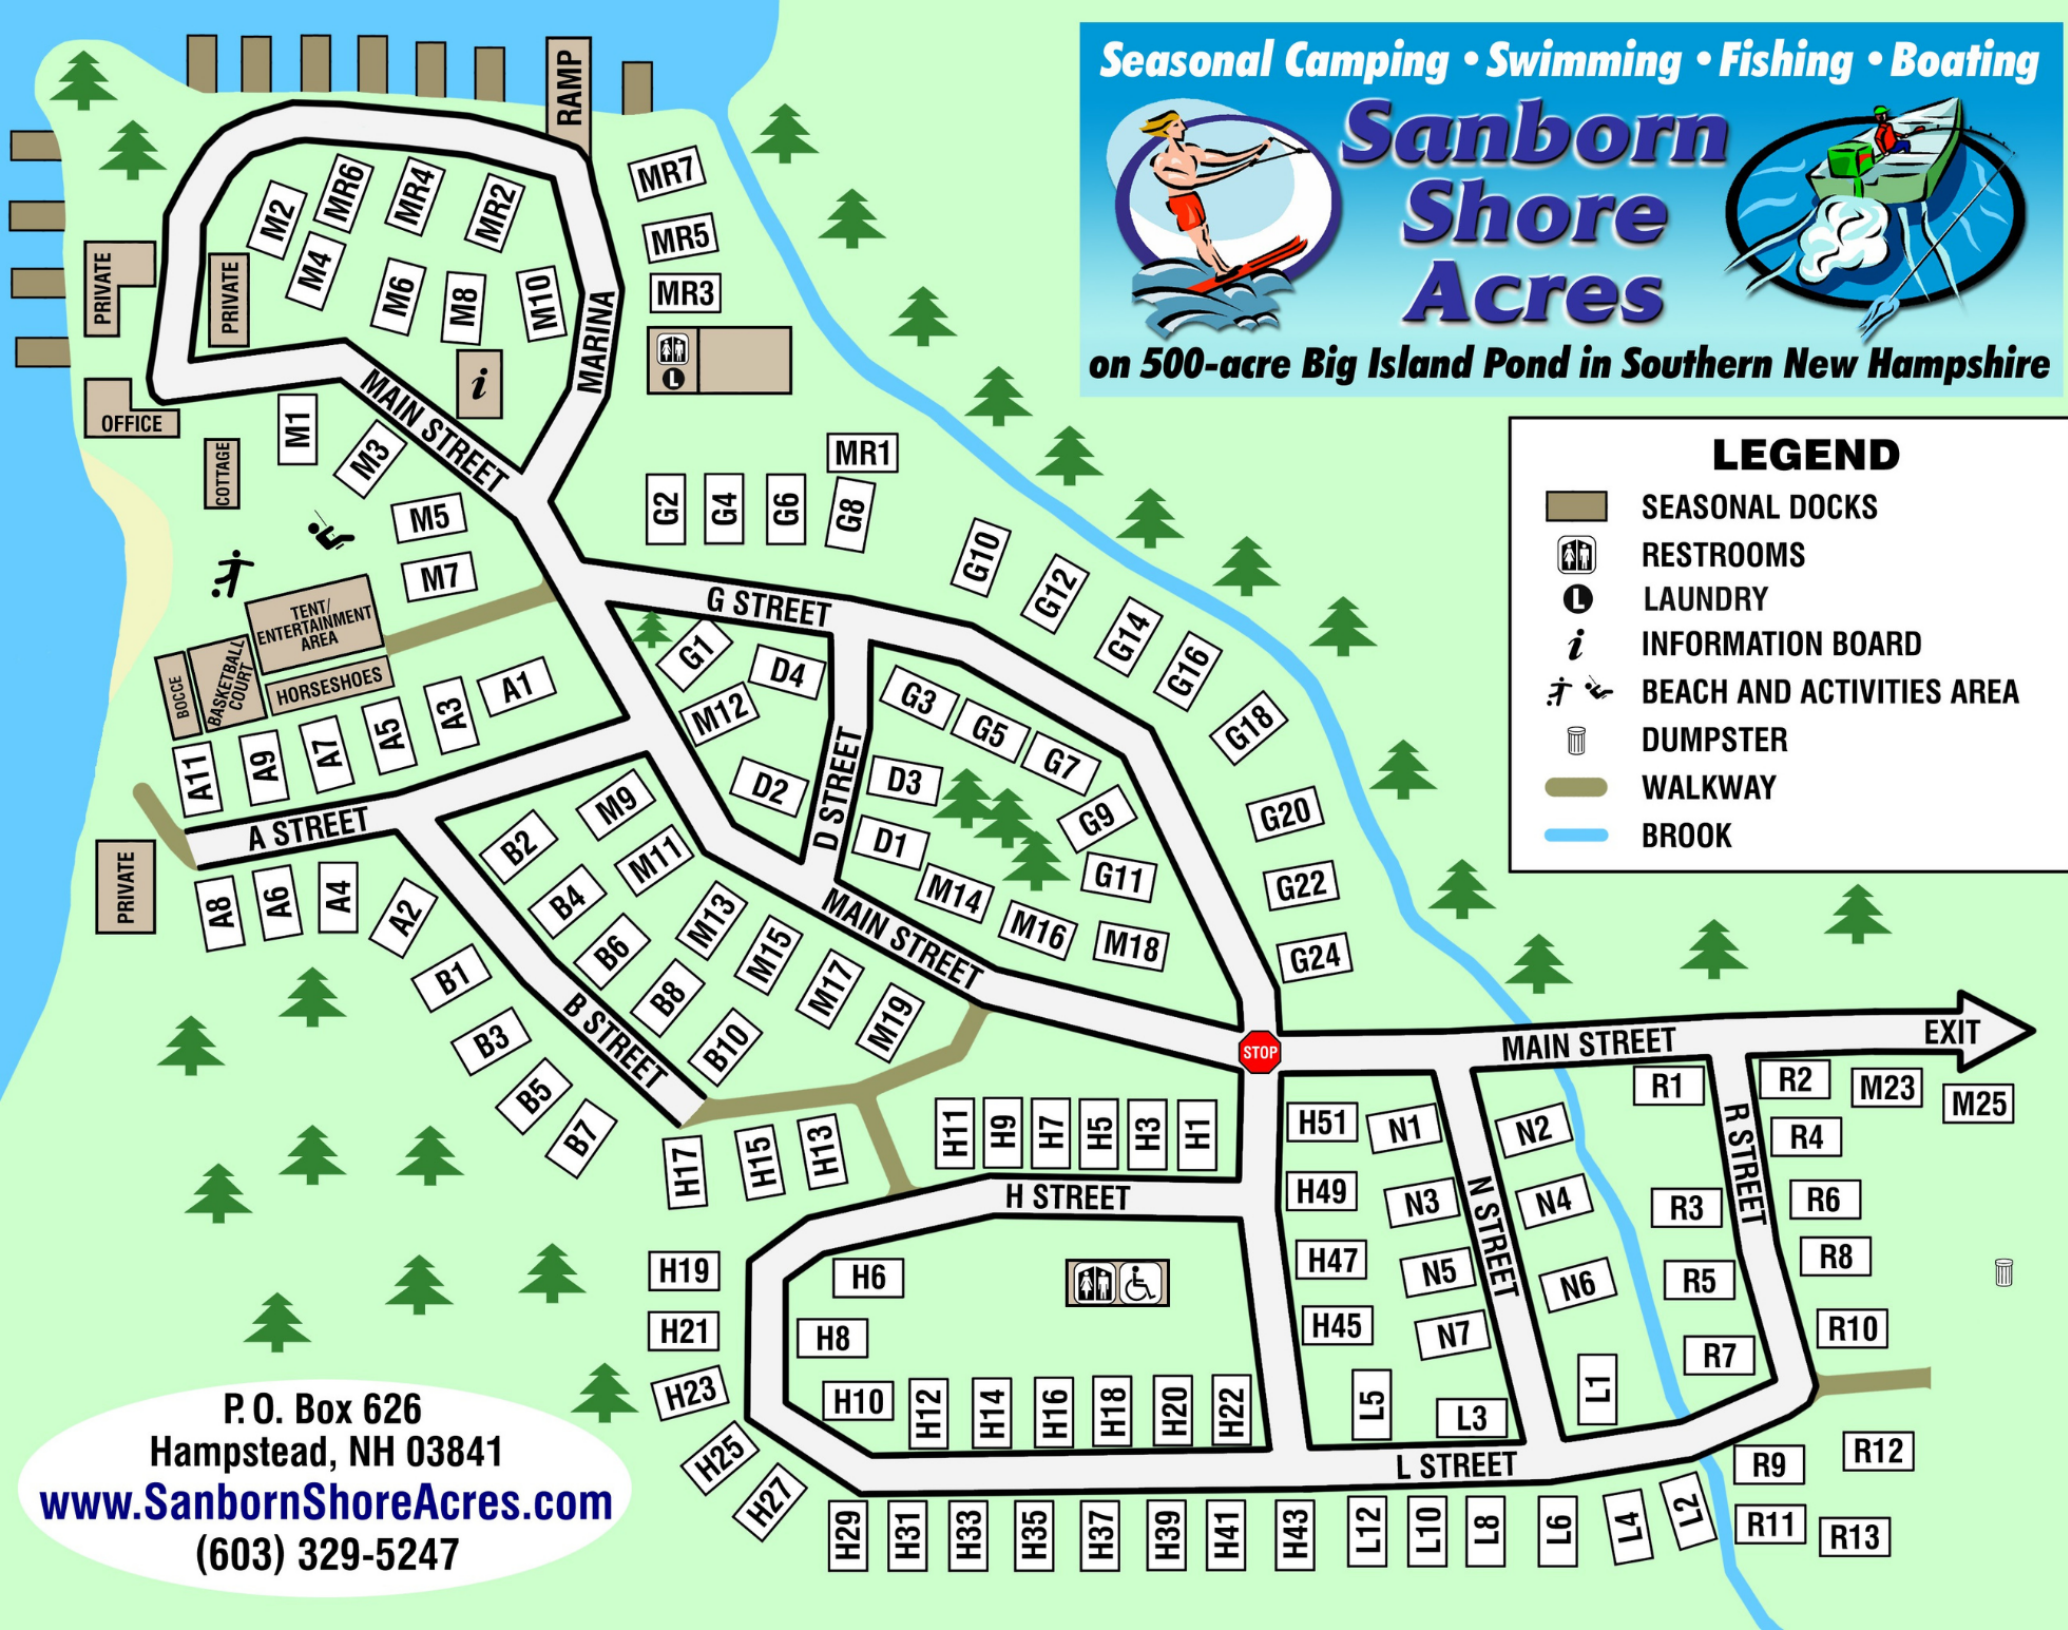 Seasonal Camping • Swimming • Fishing • Boating
Sanborn
Shore
Acres
on 500-acre Big Island Pond in Southern New Hampshire
LEGEND
SEASONAL DOCKS
RESTROOMS
L LAUNDRY
i INFORMATION BOARD
BEACH AND ACTIVITIES AREA
DUMPSTER
WALKWAY
BROOK
RAMP
MR7
MR6
MR4
MR2
M2
MR5
M4
M6
M8
M10
MR3
PRIVATE
PRIVATE
MARINA
L
i
OFFICE
MAIN STREET
M1
M3
COTTAGE
MR1
G2
G4
G6
G8
M5
M7
G10
G12
G14
G16
G18
TENT/
ENTERTAINMENT
AREA
G STREET
BOCCE
BASKETBALL
COURT
HORSESHOES
G1
D4
M12
D2
D STREET
G3
G5
G7
D3
G9
D1
G11
M14
M16
M18
G20
G22
G24
A1
A3
A5
A7
A9
A11
A STREET
PRIVATE
A8
A6
A4
A2
B2
M9
B4
M11
B6
M13
B8
M15
B10
M17
M19
MAIN STREET
B1
B3
B5
B7
B STREET
STOP
MAIN STREET
EXIT
R1
R2
M23
M25
H17
H15
H13
H11
H9
H7
H5
H3
H1
H51
N1
N2
R4
H STREET
H49
N3
N STREET
N4
R3
R STREET
R6
H19
H6
H47
N5
N6
R5
R8
H21
H8
H45
N7
R7
R10
H23
H10
H12
H14
H16
H18
H20
H22
L5
L3
L1
H25
H27
L STREET
R9
R12
H29
H31
H33
H35
H37
H39
H41
H43
L12
L10
L8
L6
L4
L2
R11
R13
P.O. Box 626
Hampstead, NH 03841
www.SanbornShoreAcres.com
(603) 329-5247